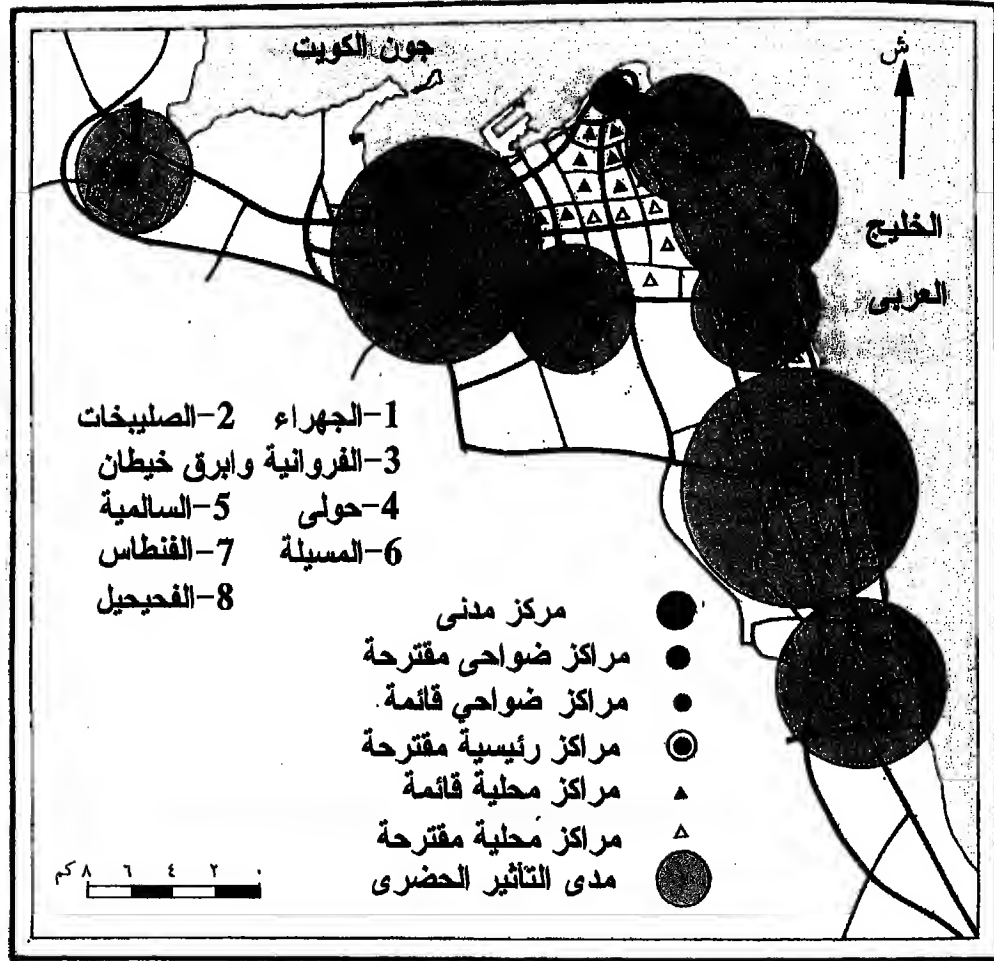 جون الكويت
ش
الخليج
العربى
1-الجهراء 2-الصليبخات
3-الفروانية وابرق خيطان
4-حولى 5-السالمية
6-المسيلة 7-الفنطاس
8-الفحيحيل
مركز مدنى
مراكز ضواحى مقترحة
مراكز ضواحي قائمة
مراكز رئيسية مقترحة
مراكز محلية قائمة
مراكز محلية مقترحة
مدى التأثير الحضرى
٠ ٢ ٤ ٦ ٨ كم